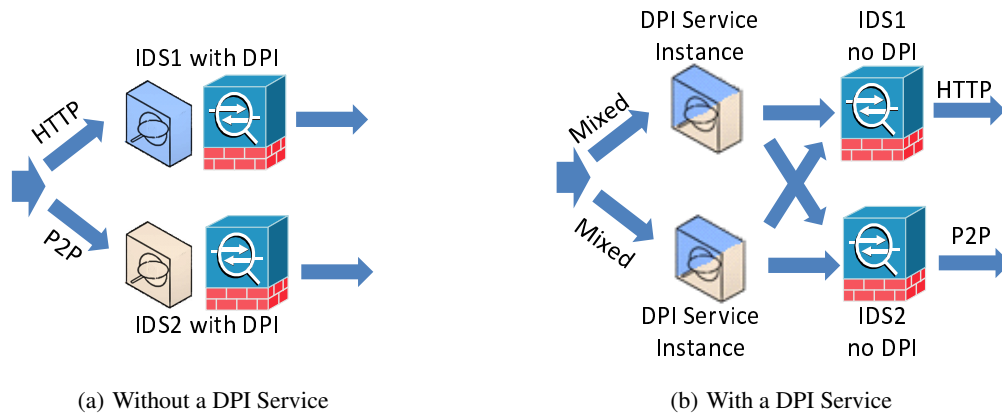 IDS1 with DPI
HTTP
P2P
IDS2 with DPI
(a) Without a DPI Service
DPI Service
Instance
IDS1
no DPI
Mixed
HTTP
Mixed
P2P
DPI Service
Instance
IDS2
no DPI
(b) With a DPI Service